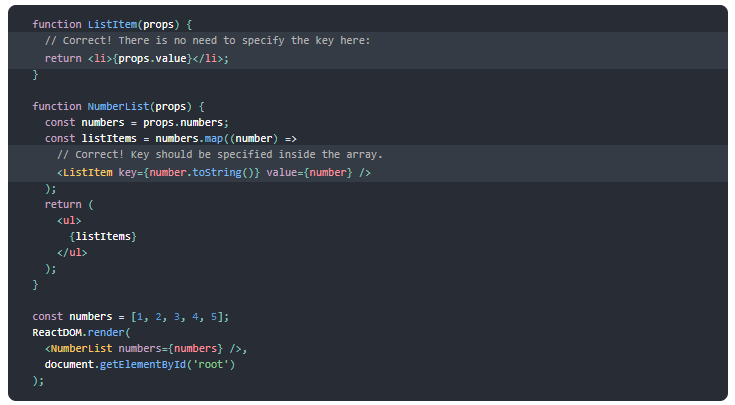 function ListItem(props) {
  // Correct! There is no need to specify the key here:
  return <li>{props.value}</li>;
}

function NumberList(props) {
  const numbers = props.numbers;
  const listItems = numbers.map((number) =>
    // Correct! Key should be specified inside the array.
    <ListItem key={number.toString()} value={number} />
  );
  return (
    <ul>
      {listItems}
    </ul>
  );
}

const numbers = [1, 2, 3, 4, 5];
ReactDOM.render(
  <NumberList numbers={numbers} />,
  document.getElementById('root')
);